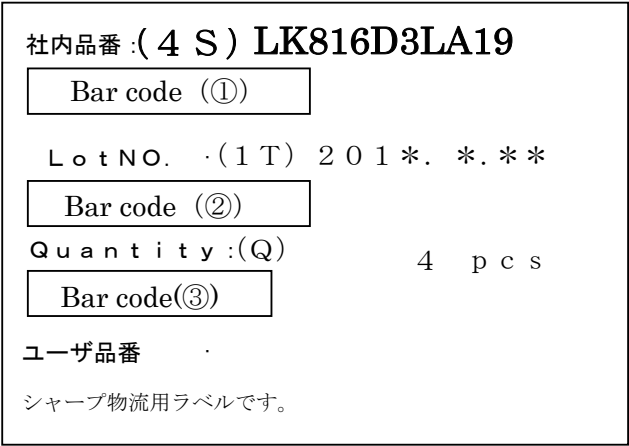 社内品番 :(４Ｓ) LK816D3LA19
Bar code（①）
ＬｏｔNO. ・(１Ｔ) ２０１＊. ＊.＊＊
Bar code（②）
Ｑｕａｎｔｉｔｙ:(Ｑ) ４ ｐｃｓ
Bar code(③)
ユーザ品番 ・
シャープ物流用ラベルです。